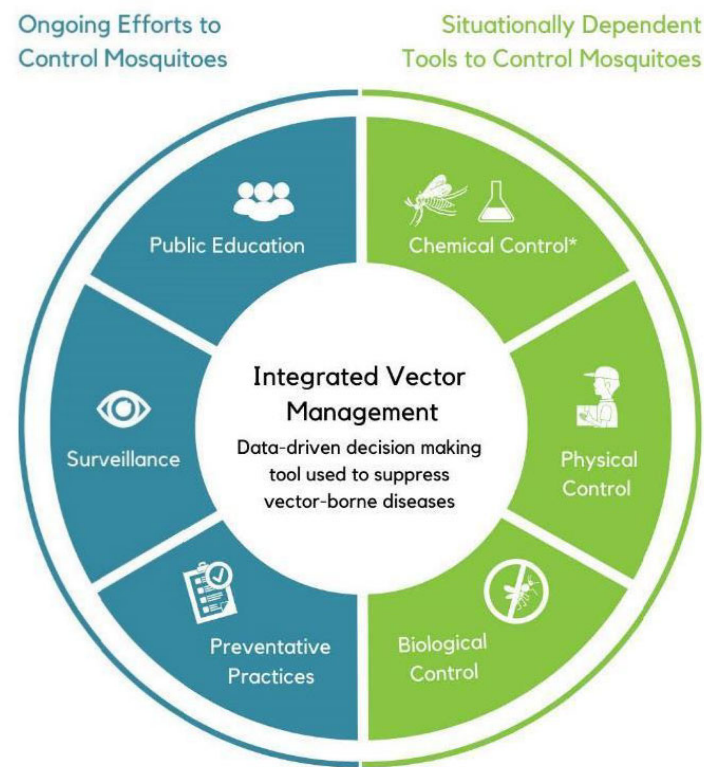 Ongoing Efforts to
Control Mosquitoes
Situationally Dependent
Tools to Control Mosquitoes
Public Education
Chemical Control*
Surveillance
Integrated Vector
Management
Data-driven decision making
tool used to suppress
vector-borne diseases
Physical
Control
Preventative
Practices
Biological
Control